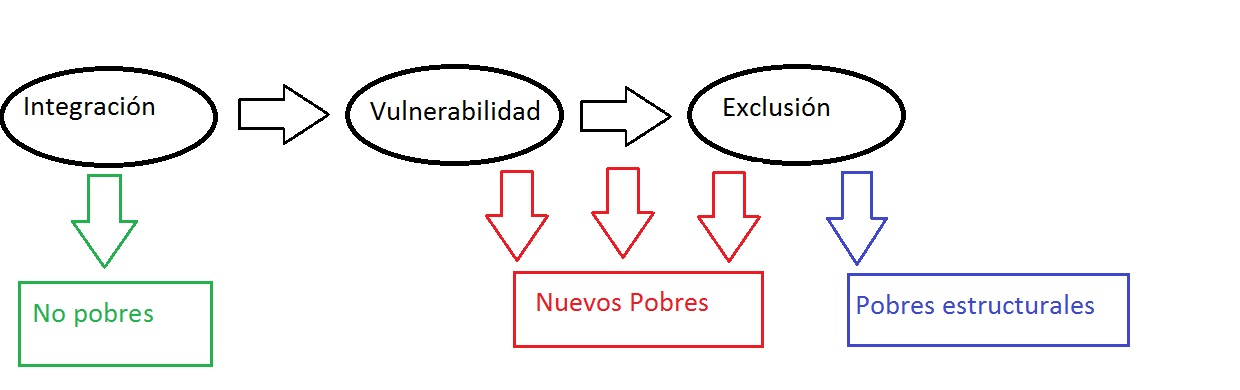 Integración
Vulnerabilidad
Exclusión
No pobres
Nuevos Pobres
Pobres estructurales